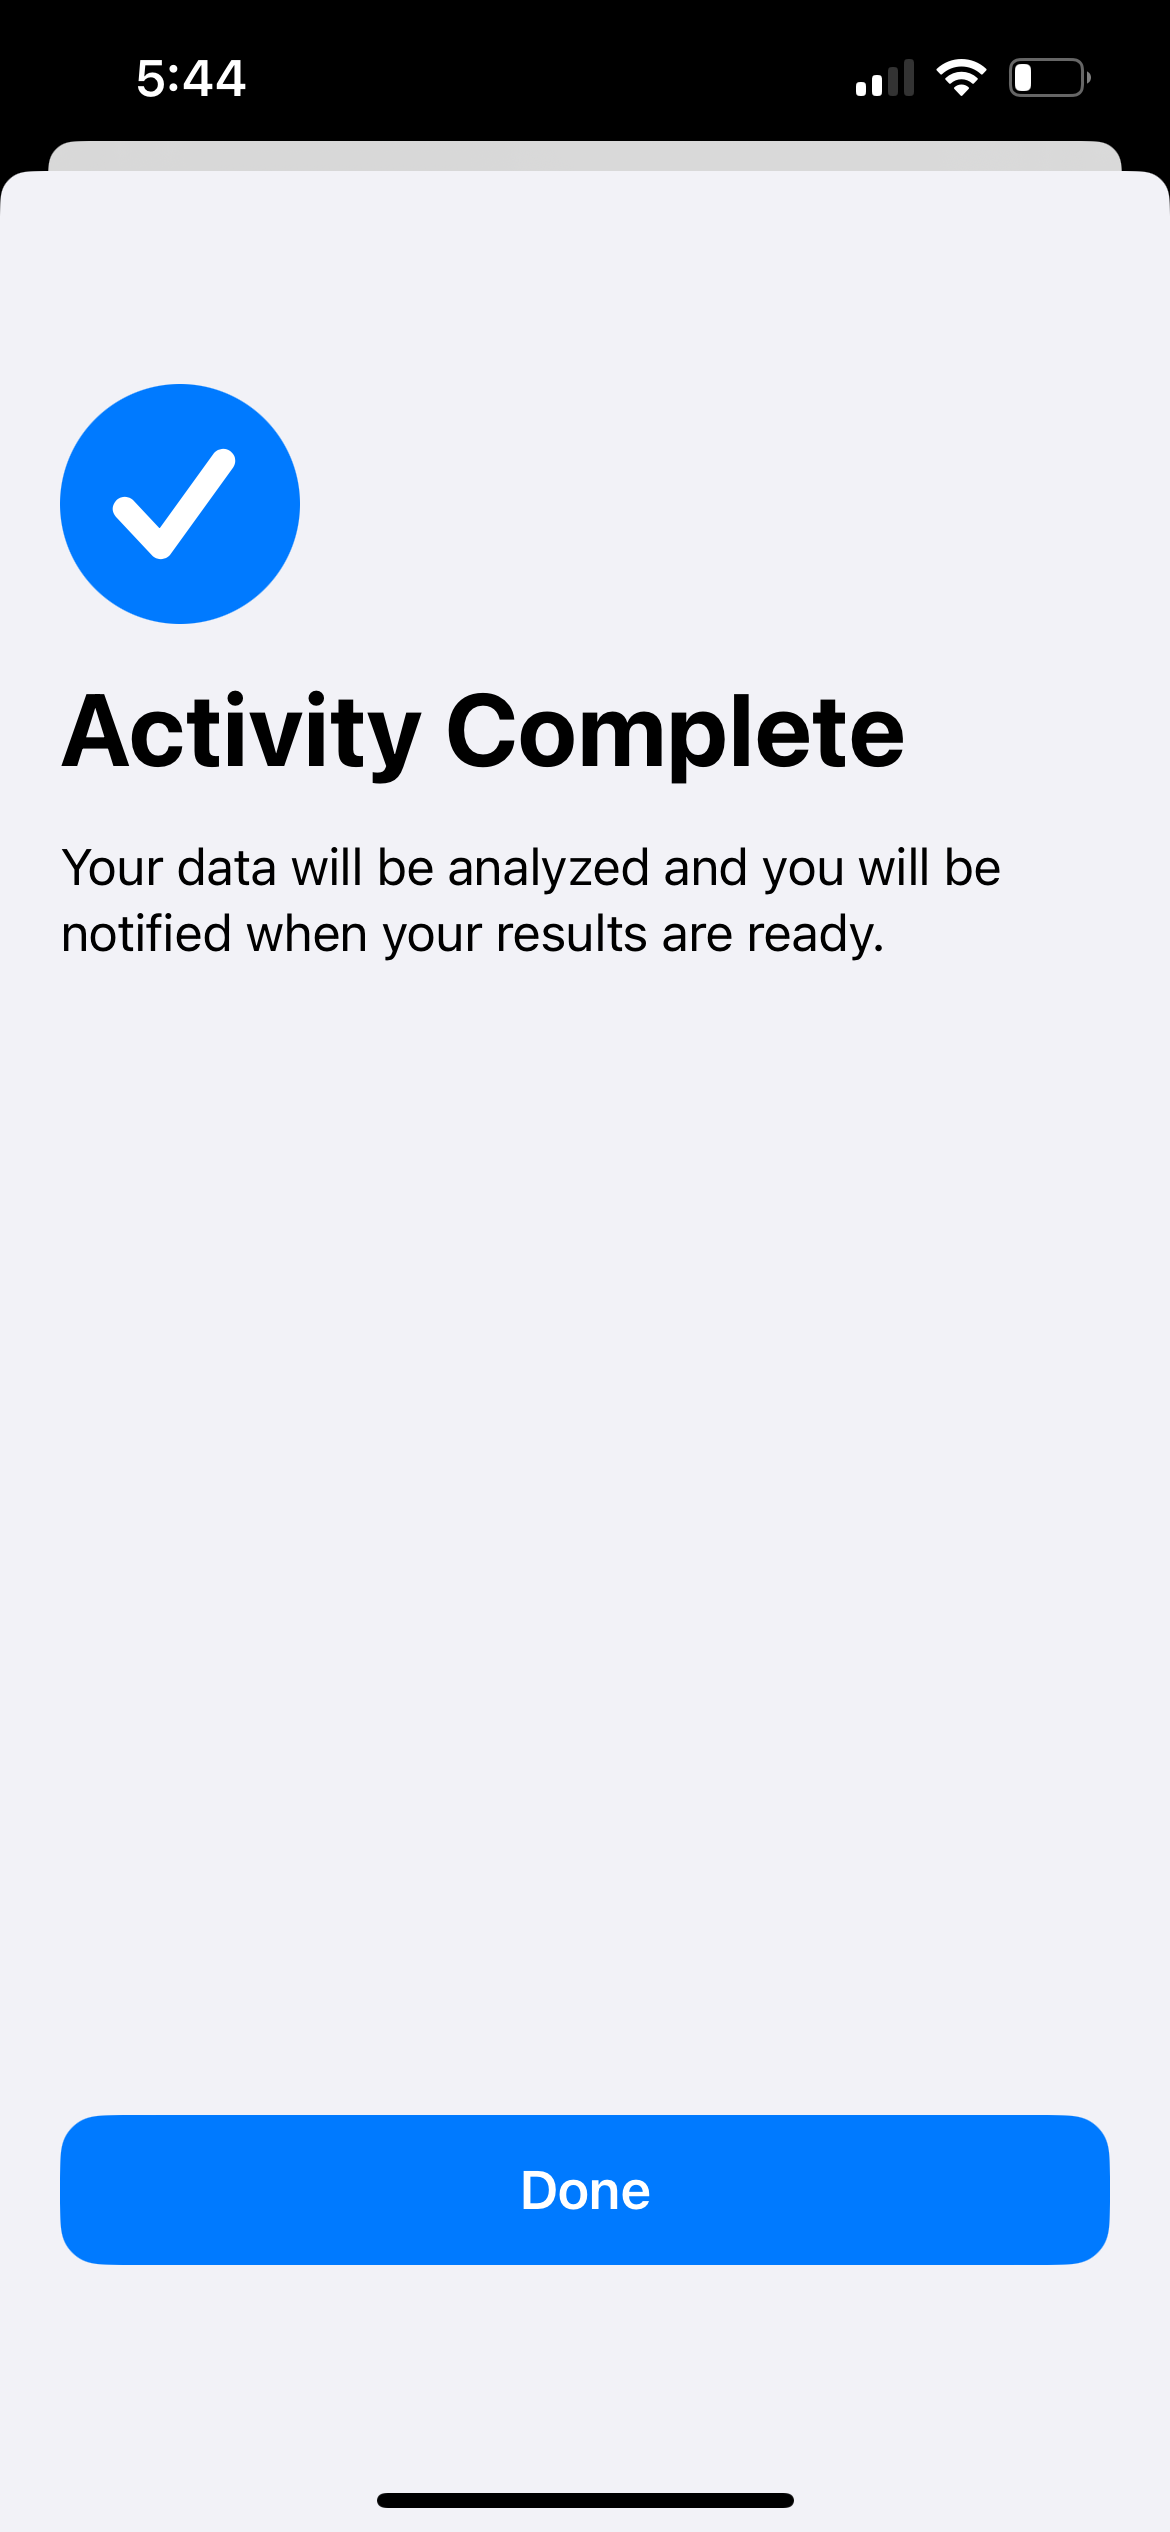 5:44
Activity Complete
Your data will be analyzed and you will be
notified when your results are ready.
Done